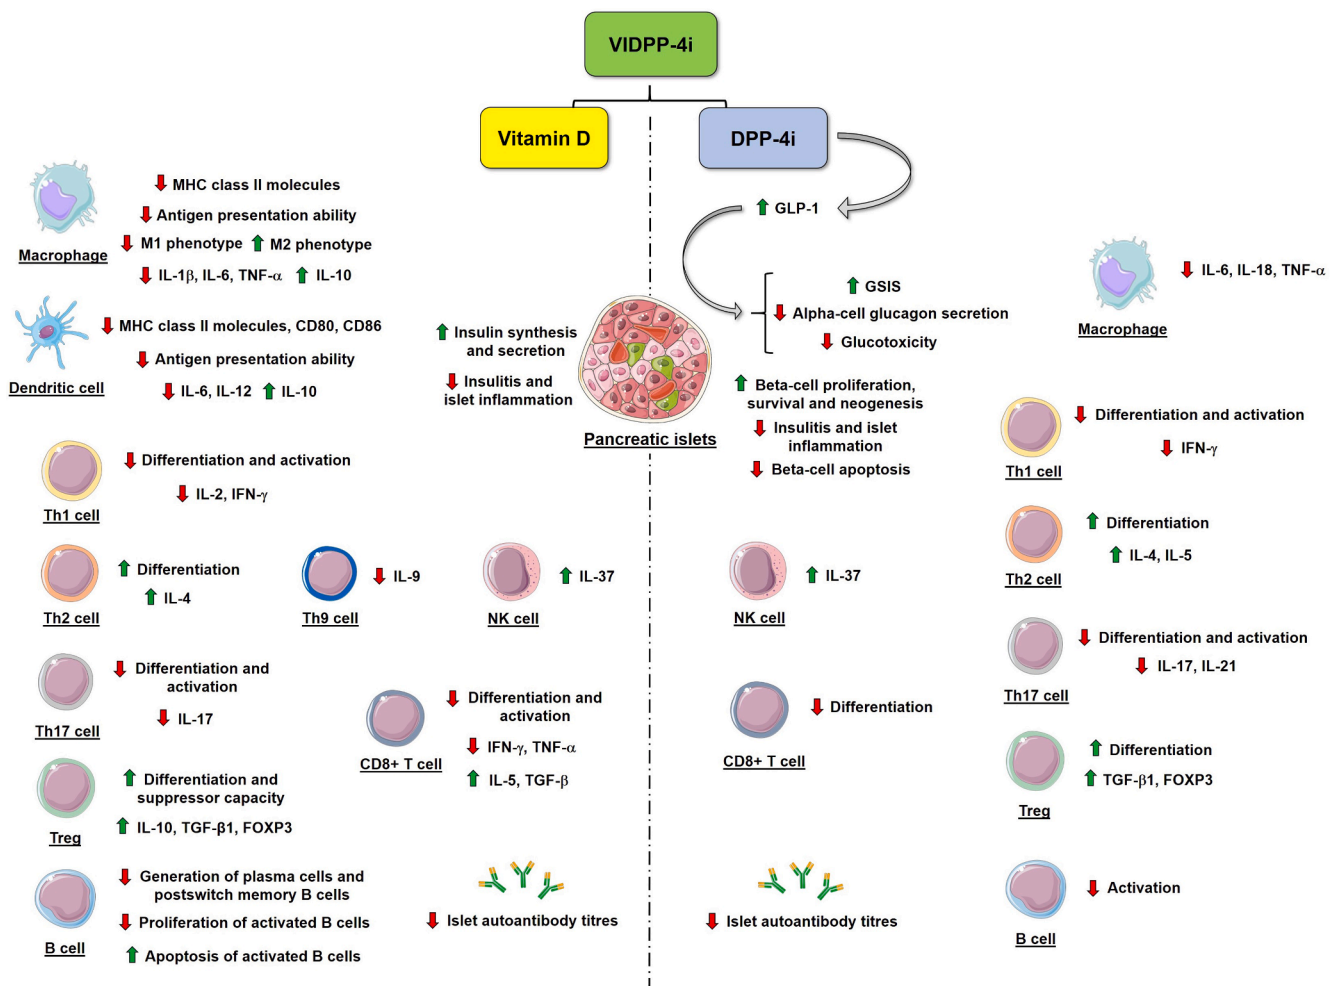 VIDPP-4i
Vitamin D
DPP-4i
GLP-1
MHC class II molecules
Antigen presentation ability
M1 phenotype M2 phenotype
IL-1β, IL-6, TNF-α IL-10
Macrophage
MHC class II molecules, CD80, CD86
Antigen presentation ability
IL-6, IL-12 IL-10
Dendritic cell
Differentiation and activation
IL-2, IFN-γ
Th1 cell
Differentiation
IL-4
Th2 cell
IL-9
Th9 cell
IL-37
NK cell
Differentiation and
activation
IL-17
Th17 cell
Differentiation and
activation
IFN-γ, TNF-α
IL-5, TGF-β
CD8+ T cell
Differentiation and
suppressor capacity
IL-10, TGF-β1, FOXP3
Treg
Generation of plasma cells and
postswitch memory B cells
Proliferation of activated B cells
Apoptosis of activated B cells
B cell
Islet autoantibody titres
Insulin synthesis
and secretion
Insulitis and
islet inflammation
Pancreatic islets
GSIS
Alpha-cell glucagon secretion
Glucotoxicity
Beta-cell proliferation,
survival and neogenesis
Insulitis and islet
inflammation
Beta-cell apoptosis
IL-37
NK cell
Differentiation
CD8+ T cell
Islet autoantibody titres
IL-6, IL-18, TNF-α
Macrophage
Differentiation and activation
IFN-γ
Th1 cell
Differentiation
IL-4, IL-5
Th2 cell
Differentiation and activation
IL-17, IL-21
Th17 cell
Differentiation
TGF-β1, FOXP3
Treg
Activation
B cell